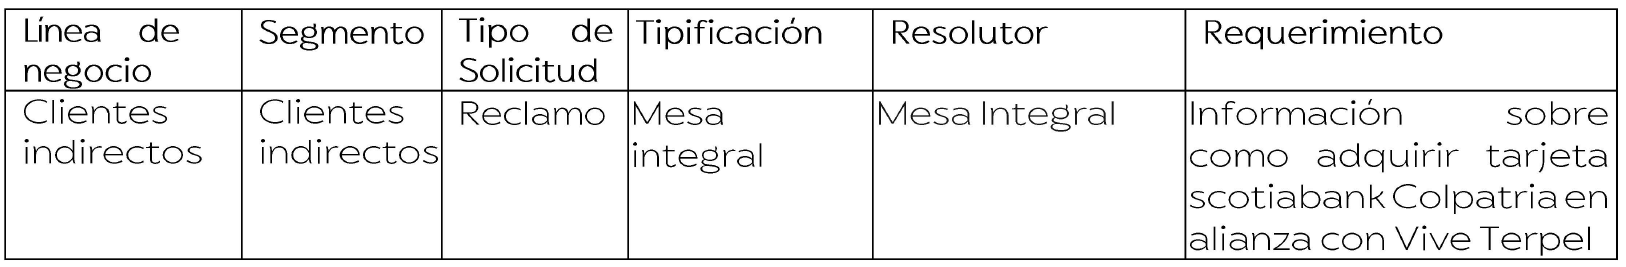 Línea de negocio
Segmento
Tipo de Solicitud
Tipificación
Resolutor
Requerimiento
Clientes indirectos
Clientes indirectos
Reclamo
Mesa integral
Mesa Integral
Información sobre
como adquirir tarjeta
scotiabank Colpatria en
alianza con Vive Terpel